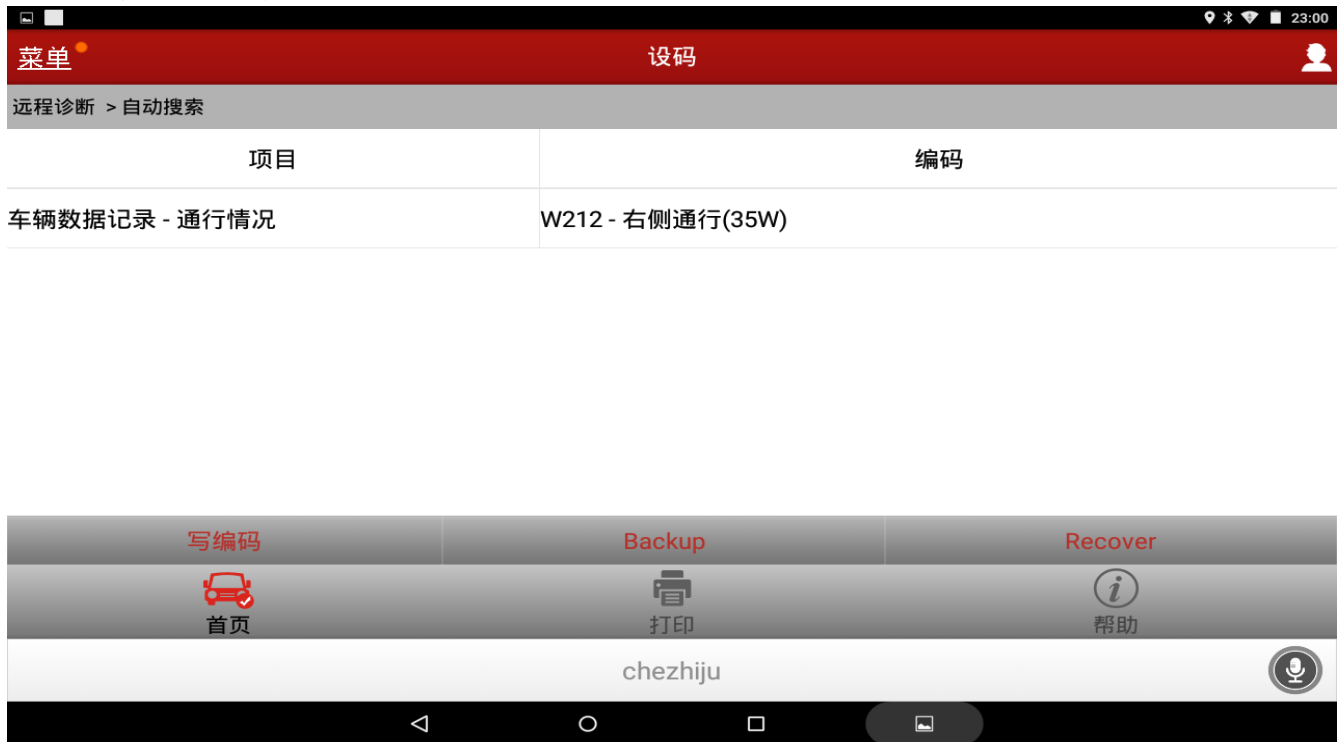 23:00
菜单
设码
远程诊断 > 自动搜索
项目 编码
车辆数据记录 - 通行情况 W212 - 右侧通行(35W)
写编码 Backup Recover
首页 打印 帮助
chezhiju